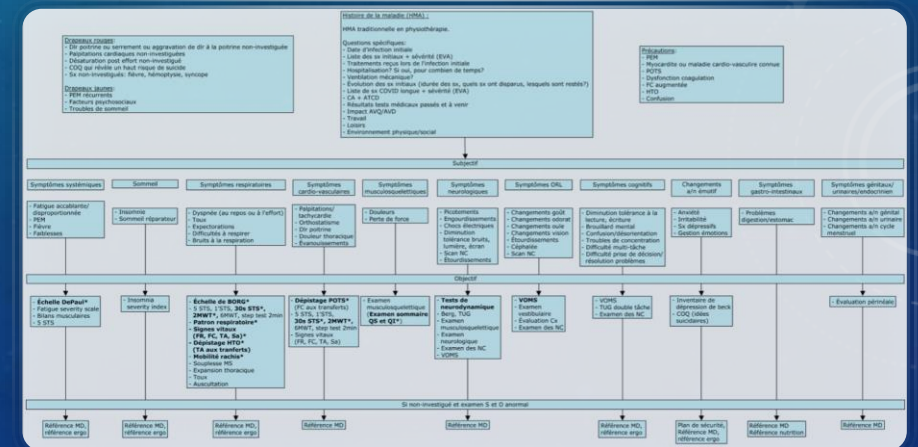 Drapeaux rouges:
- Dlr poitrine ou serrement ou aggravation de dlr à la poitrine non-investiguée
- Palpitations cardiaques non-investiguées
- Désaturation post effort non-investigué
- COQ qui révèle un haut risque de suicide
- Sx non-investigués: fièvre, hémoptysie, syncope
Drapeaux jaunes:
- PEM récurrents
- Facteurs psychosociaux
- Troubles de sommeil
Histoire de la maladie (HMA) :
HMA traditionnelle en physiothérapie.
Questions spécifiques:
- Date d'infection initiale
- Liste des sx initiaux + sévérité (EVA)
- Traitements reçus lors de l'infection initiale
- Hospitalisation? Si oui, pour combien de temps?
- Ventilation mécanique?
- Évolution des sx initiaux (durée des sx, quels sx ont disparus, lesquels sont restés?)
- Liste de sx COVID longue + sévérité (EVA)
- CA + ATCD
- Résultats tests médicaux passés et à venir
- Impact AVQ/AVD
- Travail
- Loisirs
- Environnement physique/social
Précautions:
- PEM
- Myocardite ou maladie cardio-vasculaire connue
- POTS
- Dysfonction coagulation
- FC augmentée
- HTO
- Confusion
Subjectif
Symptômes systémiques
- Fatigue accablante/
disproportionnée
- PEM
- Fièvre
- Faiblesses
Sommeil
- Insomnie
- Sommeil réparateur
Symptômes respiratoires
- Dyspnée (au repos ou à l'effort)
- Toux
- Expectorations
- Difficultés à respirer
- Bruits à la respiration
Symptômes
cardio-vasculaires
- Palpitations/
tachycardie
- Orthostatisme
- Dlr poitrine
- Douleur thoracique
- Évanouissements
Symptômes
musculosquelettiques
- Douleurs
- Perte de force
Symptômes
neurologiques
- Picotements
- Engourdissements
- Chocs électriques
- Diminution
tolérance bruits,
lumière, écran
- Scan NC
- Étourdissements
Symptômes ORL
- Changements goût
- Changements odorat
- Changements ouïe
- Changements vision
- Étourdissements
- Céphalée
- Scan NC
Symptômes cognitifs
- Diminution tolérance à la
lecture, écriture
- Brouillard mental
- Confusion/désorientation
- Troubles de concentration
- Difficulté multi-tâche
- Difficulté prise de décision/
résolution problèmes
Changements
a/n émotif
- Anxiété
- Irritabilité
- Sx dépressifs
- Gestion émotions
Symptômes
gastro-intestinaux
- Problèmes
digestion/estomac
Symptômes génitaux/
urinaires/endocrinien
- Changements a/n génital
- Changements a/n urinaire
- Changements a/n cycle
menstruel
Objectif
- Échelle DePaul*
- Fatigue severity scale
- Bilans musculaires
- 5 STS
- Insomnia
severity index
- Échelle de BORG*
- 5 STS, 1'STS, 30s STS*,
2MWT*, 6MWT, step test 2min
- Patron respiratoire*
- Signes vitaux
(FR, FC, TA, Sa)*
- Dépistage HTO*
(TA aux tranferts)
- Mobilité rachis*
- Souplesse MS
- Expansion thoracique
- Toux
- Auscultation
- Dépistage POTS*
(FC aux transferts)
- 5 STS, 1'STS,
30s STS*, 2MWT*,
6MWT, step test 2min
- Signes vitaux
(FR, FC, TA, Sa)
- Examen
musculosquelettique
(Examen sommaire
QS et QI*)
- Tests de
neurodynamique
- Berg, TUG
- Examen
musculosquelettique
- Examen
neurologique
- Examen des NC
- VOMS
- VOMS
- Examen
vestibulaire
- Évaluation Cx
- Examen des NC
- VOMS
- TUG double tâche
- Examen des NC
- Inventaire de
dépression de beck
- COQ (idées
suicidaires)
- Évaluation périnéale
Si non-investigué et examen S et O anormal
Référence MD,
référence ergo
Référence MD,
référence ergo
Référence MD
Référence MD
Référence MD
Référence MD,
référence ergo
Plan de sécurité,
Référence MD,
référence ergo
Référence MD
Référence nutrition
Référence MD